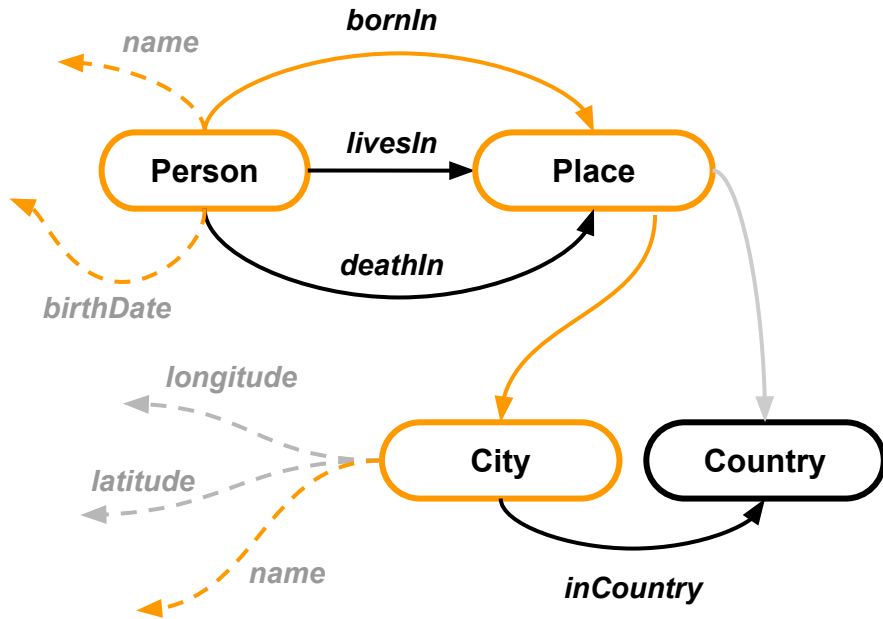 bornIn
name
livesIn
Person
Place
deathIn
birthDate
longitude
City
Country
latitude
name
inCountry